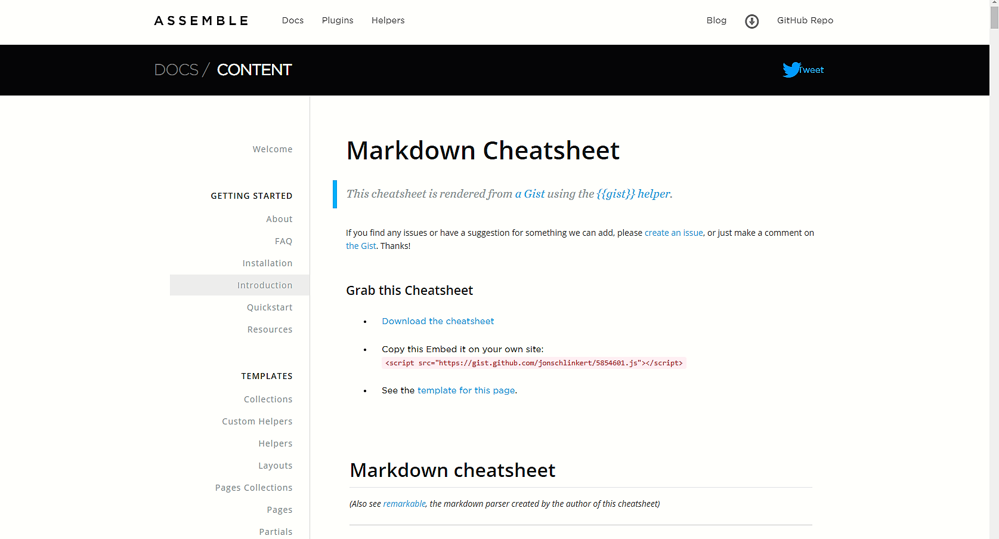 ASSEMBLE Docs Plugins Helpers Blog GitHub Repo
DOCS / CONTENT Tweet
Welcome
GETTING STARTED
About
FAQ
Installation
Introduction
Quickstart
Resources
TEMPLATES
Collections
Custom Helpers
Helpers
Layouts
Pages Collections
Pages
Partials
Markdown Cheatsheet
This cheatsheet is rendered from a Gist using the {{gist}} helper.
If you find any issues or have a suggestion for something we can add, please create an issue, or just make a comment on
the Gist. Thanks!
Grab this Cheatsheet
• Download the cheatsheet
• Copy this Embed it on your own site:
<script src="https://gist.github.com/jonschlinkert/5854601.js"></script>
• See the template for this page.
Markdown cheatsheet
(Also see remarkable, the markdown parser created by the author of this cheatsheet)